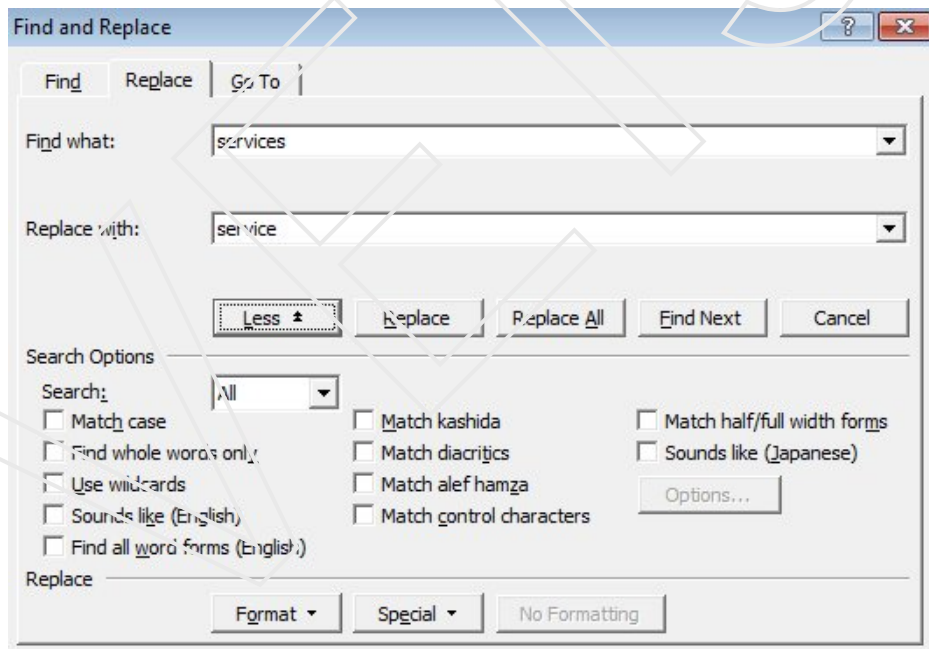 Find and Replace
Find Replace Go To
Find what: services
Replace with: service
Less Replace Replace All Find Next Cancel
Search Options
Search: All
Match case Match kashida Match half/full width forms
Find whole words only Match diacritics Sounds like (Japanese)
Use wildcards Match alef hamza Options...
Sounds like (English) Match control characters
Find all word forms (English)
Replace
Format Special No Formatting